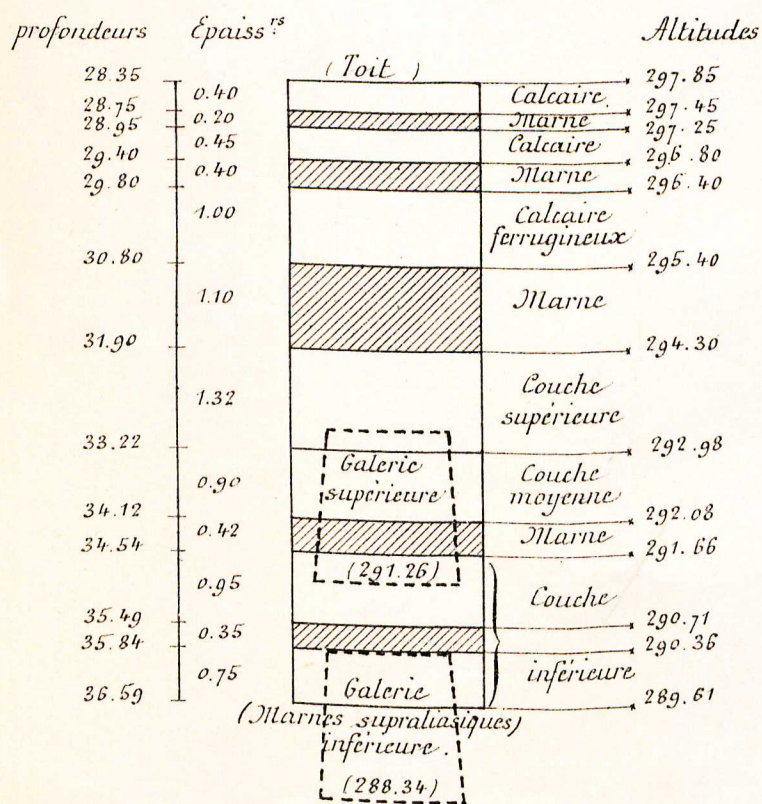 profondeurs Epaiss.rs Altitudes
28.35 (Toit) 297.85
0.40 Calcaire
28.75 297.45
0.20 Marne
28.95 297.25
0.45 Calcaire
29.40 296.80
0.40 Marne
29.80 296.40
1.00 Calcaire
ferrugineux
30.80 295.40
1.10 Marne
31.90 294.30
1.32 Couche
supérieure
33.22 292.98
Galerie
0.90 Couche
supérieure moyenne
34.12 292.08
0.42 Marne
34.54 291.66
(291.26)
0.95 Couche
35.49 290.71
0.35
35.84 290.36
0.75 inférieure
Galerie
36.59 289.61
(Marnes supraliasiques)
inférieure.
(288.34)